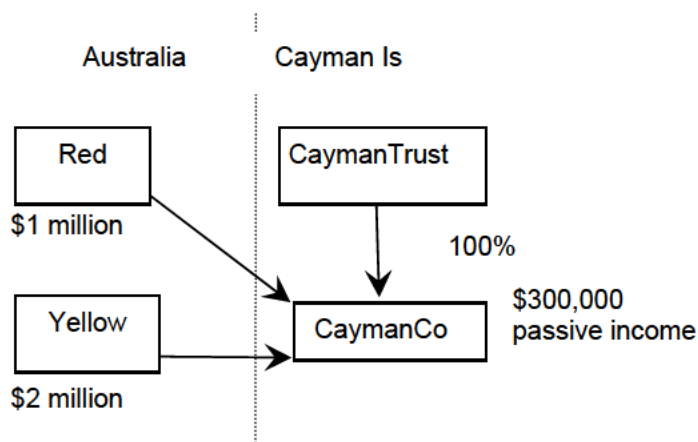 Australia
Cayman Is
Red
CaymanTrust
$1 million
100%
Yellow
CaymanCo
$300,000
passive income
$2 million